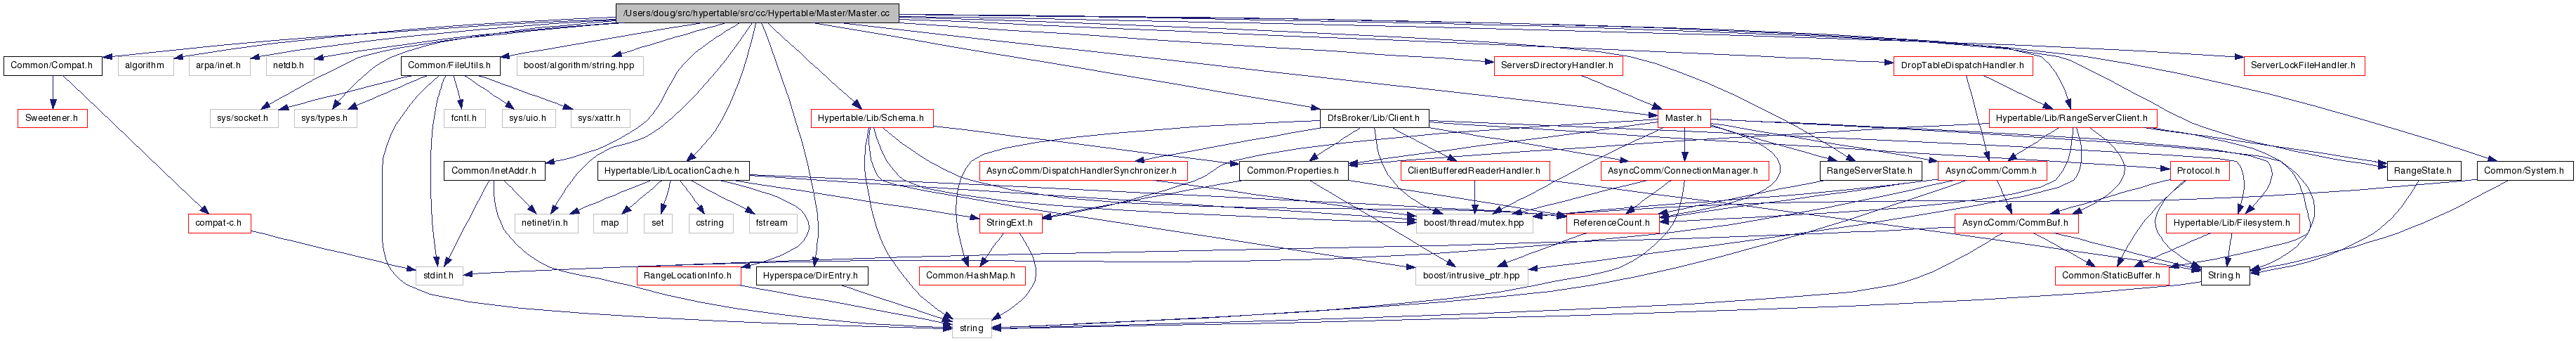 /Users/doug/src/hypertable/src/cc/Hypertable/Master/Master.cc
Common/Compat.h
algorithm
arpa/inet.h
netdb.h
Common/FileUtils.h
boost/algorithm/string.hpp
ServersDirectoryHandler.h
DropTableDispatchHandler.h
ServerLockFileHandler.h
Sweetener.h
sys/socket.h
sys/types.h
fcntl.h
sys/uio.h
sys/xattr.h
Hypertable/Lib/Schema.h
DfsBroker/Lib/Client.h
Master.h
Hypertable/Lib/RangeServerClient.h
Common/InetAddr.h
Hypertable/Lib/LocationCache.h
AsyncComm/DispatchHandlerSynchronizer.h
Common/Properties.h
ClientBufferedReaderHandler.h
AsyncComm/ConnectionManager.h
RangeServerState.h
AsyncComm/Comm.h
Protocol.h
RangeState.h
Common/System.h
compat-c.h
netinet/in.h
map
set
cstring
fstream
StringExt.h
boost/thread/mutex.hpp
ReferenceCount.h
AsyncComm/CommBuf.h
Hypertable/Lib/Filesystem.h
stdint.h
RangeLocationInfo.h
Hyperspace/DirEntry.h
Common/HashMap.h
boost/intrusive_ptr.hpp
Common/StaticBuffer.h
String.h
string